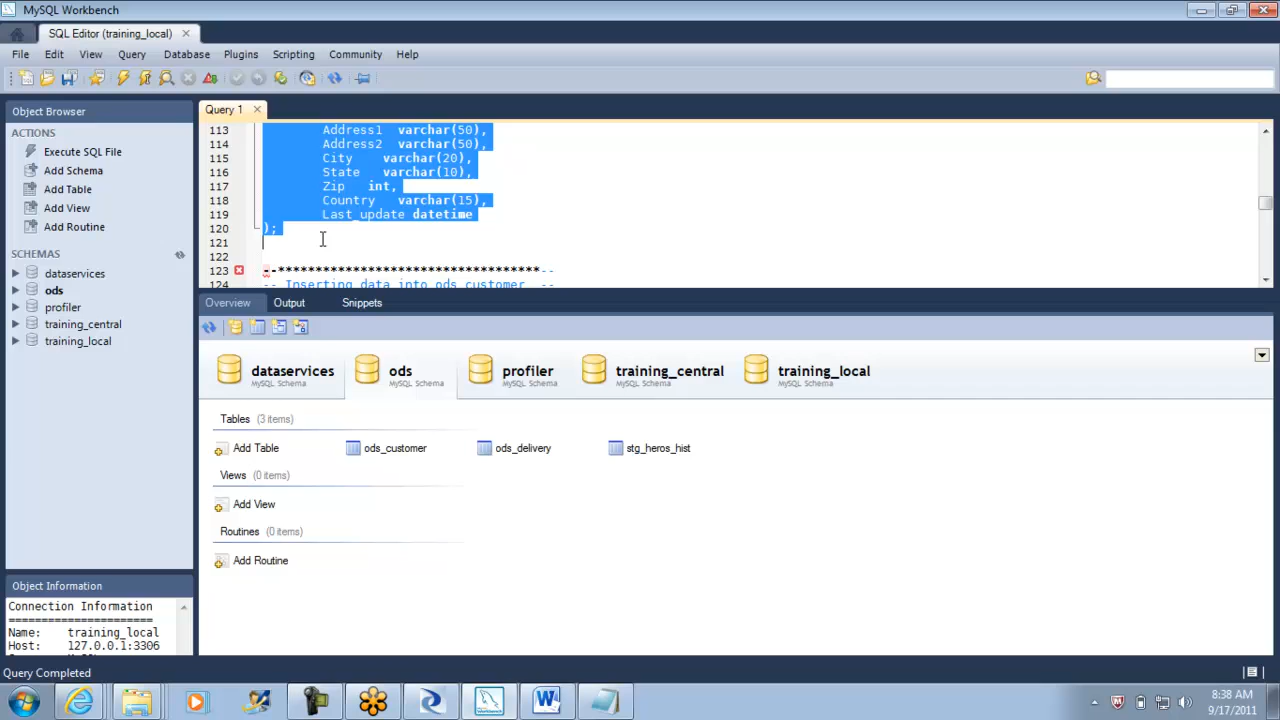 MySQL Workbench
SQL Editor (training_local)
File Edit View Query Database Plugins Scripting Community Help
Object Browser
ACTIONS
Execute SQL File
Add Schema
Add Table
Add View
Add Routine
SCHEMAS
dataservices
ods
profiler
training_central
training_local
Object Information
Connection Information
======================
Name: training_local
Host: 127.0.0.1:3306
Query 1
113 Address1 varchar(50),
114 Address2 varchar(50),
115 City varchar(20),
116 State varchar(10),
117 Zip int,
118 Country varchar(15),
119 Last_update datetime
120 );
121
122
123 --***********************************--
124 -- Inserting data into ods_customer --
Overview Output Snippets
dataservices
MySQL Schema
ods
MySQL Schema
profiler
MySQL Schema
training_central
MySQL Schema
training_local
MySQL Schema
Tables (3 items)
Add Table ods_customer ods_delivery stg_heros_hist
Views (0 items)
Add View
Routines (0 items)
Add Routine
Query Completed
8:38 AM
9/17/2011